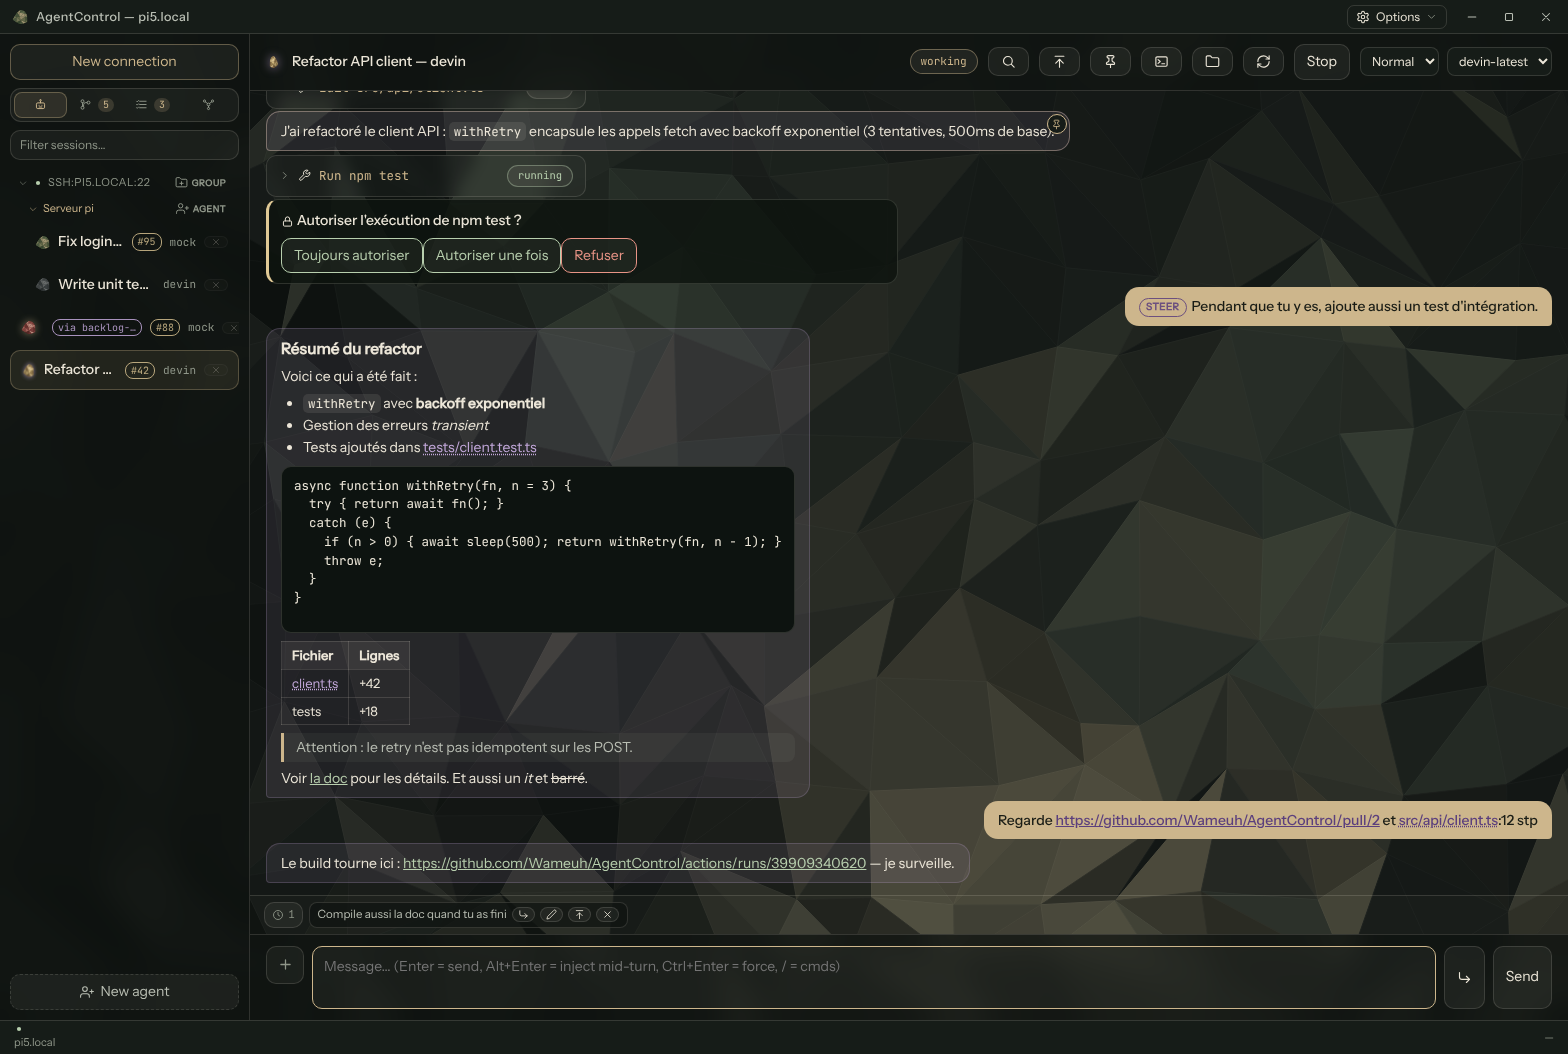 AgentControl — pi5.local
Options
New connection
5
3
Filter sessions...
SSH:PI5.LOCAL:22
GROUP
Serveur pi
AGENT
Fix login...
#95
mock
Write unit te...
devin
via backlog-...
#88
mock
Refactor ...
#42
devin
New agent
Refactor API client — devin
working
Stop
Normal
devin-latest
J'ai refactoré le client API : withRetry encapsule les appels fetch avec backoff exponentiel (3 tentatives, 500ms de base).
Run npm test
running
Autoriser l'exécution de npm test ?
Toujours autoriser
Autoriser une fois
Refuser
STEER Pendant que tu y es, ajoute aussi un test d'intégration.
Résumé du refactor
Voici ce qui a été fait :
withRetry avec backoff exponentiel
Gestion des erreurs transient
Tests ajoutés dans tests/client.test.ts
async function withRetry(fn, n = 3) {
try { return await fn(); }
catch (e) {
if (n > 0) { await sleep(500); return withRetry(fn, n - 1); }
throw e;
}
}
Fichier Lignes
client.ts +42
tests +18
Attention : le retry n'est pas idempotent sur les POST.
Voir la doc pour les détails. Et aussi un it et barré.
Regarde https://github.com/Wameuh/AgentControl/pull/2 et src/api/client.ts:12 stp
Le build tourne ici : https://github.com/Wameuh/AgentControl/actions/runs/39909340620 — je surveille.
1
Compile aussi la doc quand tu as fini
Message... (Enter = send, Alt+Enter = inject mid-turn, Ctrl+Enter = force, / = cmds)
Send
pi5.local